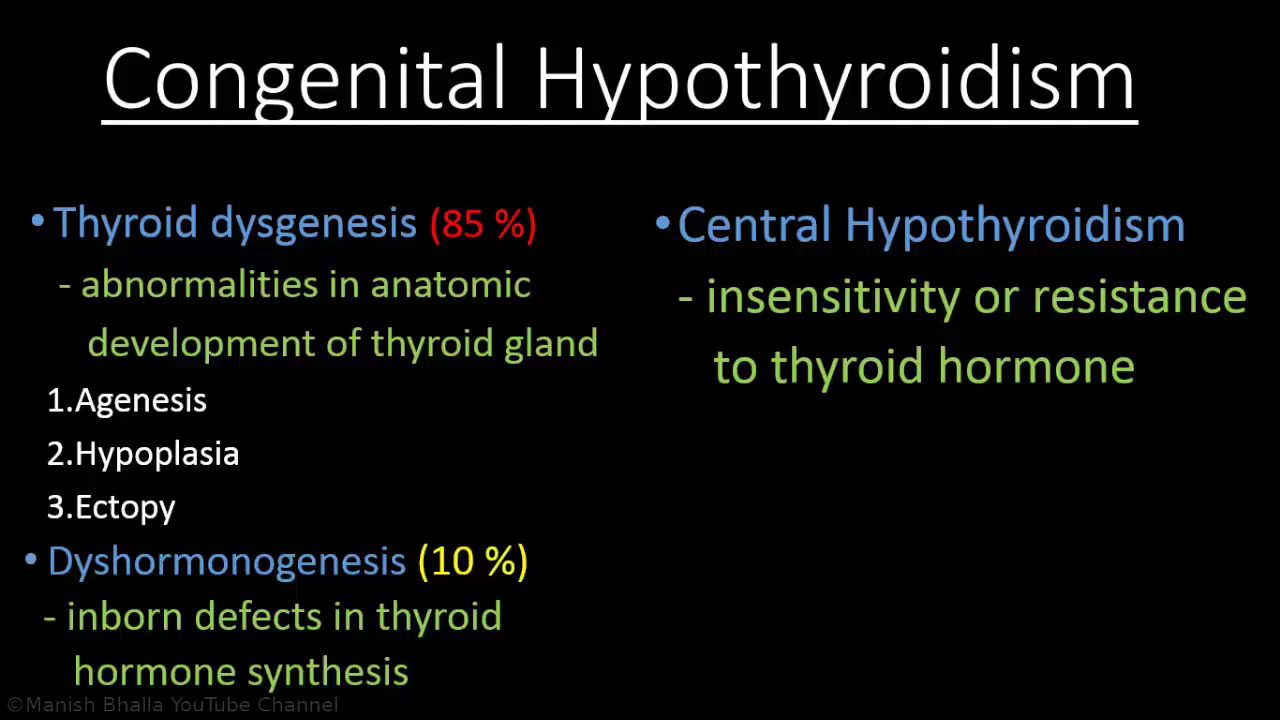 Congenital Hypothyroidism
• Thyroid dysgenesis (85 %)
- abnormalities in anatomic
development of thyroid gland
1.Agenesis
2.Hypoplasia
3.Ectopy
• Dyshormonogenesis (10 %)
- inborn defects in thyroid
hormone synthesis
• Central Hypothyroidism
- insensitivity or resistance
to thyroid hormone
©Manish Bhalla YouTube Channel